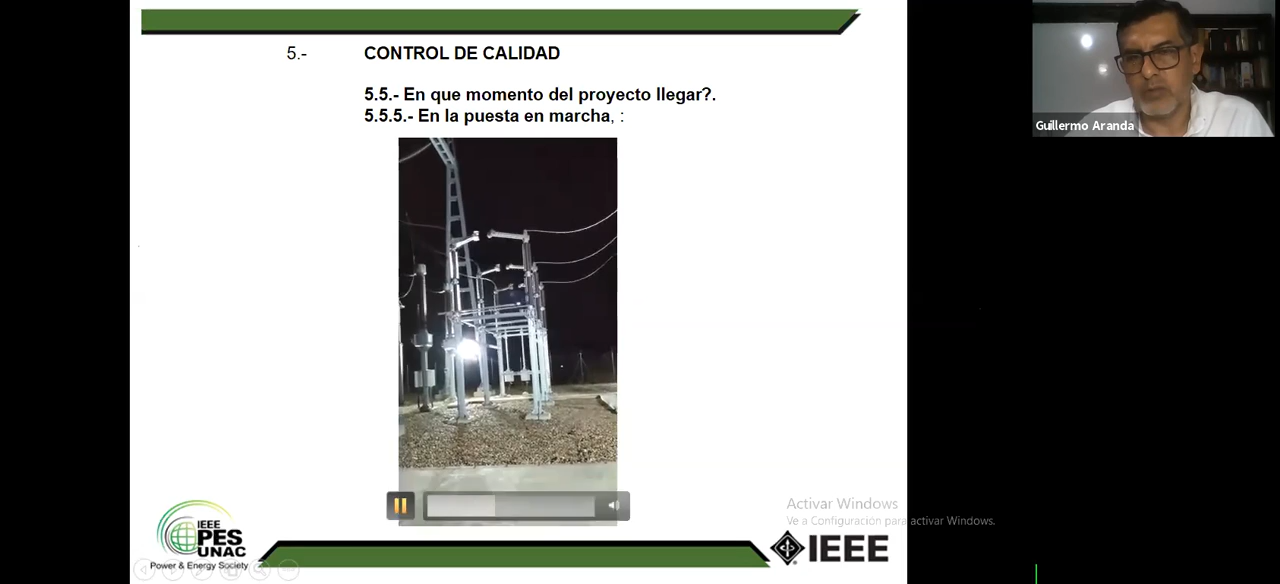 5.- CONTROL DE CALIDAD
5.5.- En que momento del proyecto llegar?.
5.5.5.- En la puesta en marcha, :
Guillermo Aranda
Activar Windows
Ve a Configuración para activar Windows.
IEEE
PES
UNAC
Power & Energy Society
IEEE